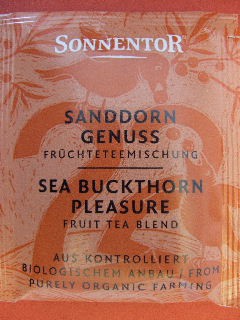 SONNENTOR®
SANDDORN
GENUSS
FRÜCHTETEEMISCHUNG
SEA BUCKTHORN
PLEASURE
FRUIT TEA BLEND
AUS KONTROLLIERT
BIOLOGISCHEM ANBAU / FROM
PURELY ORGANIC FARMING